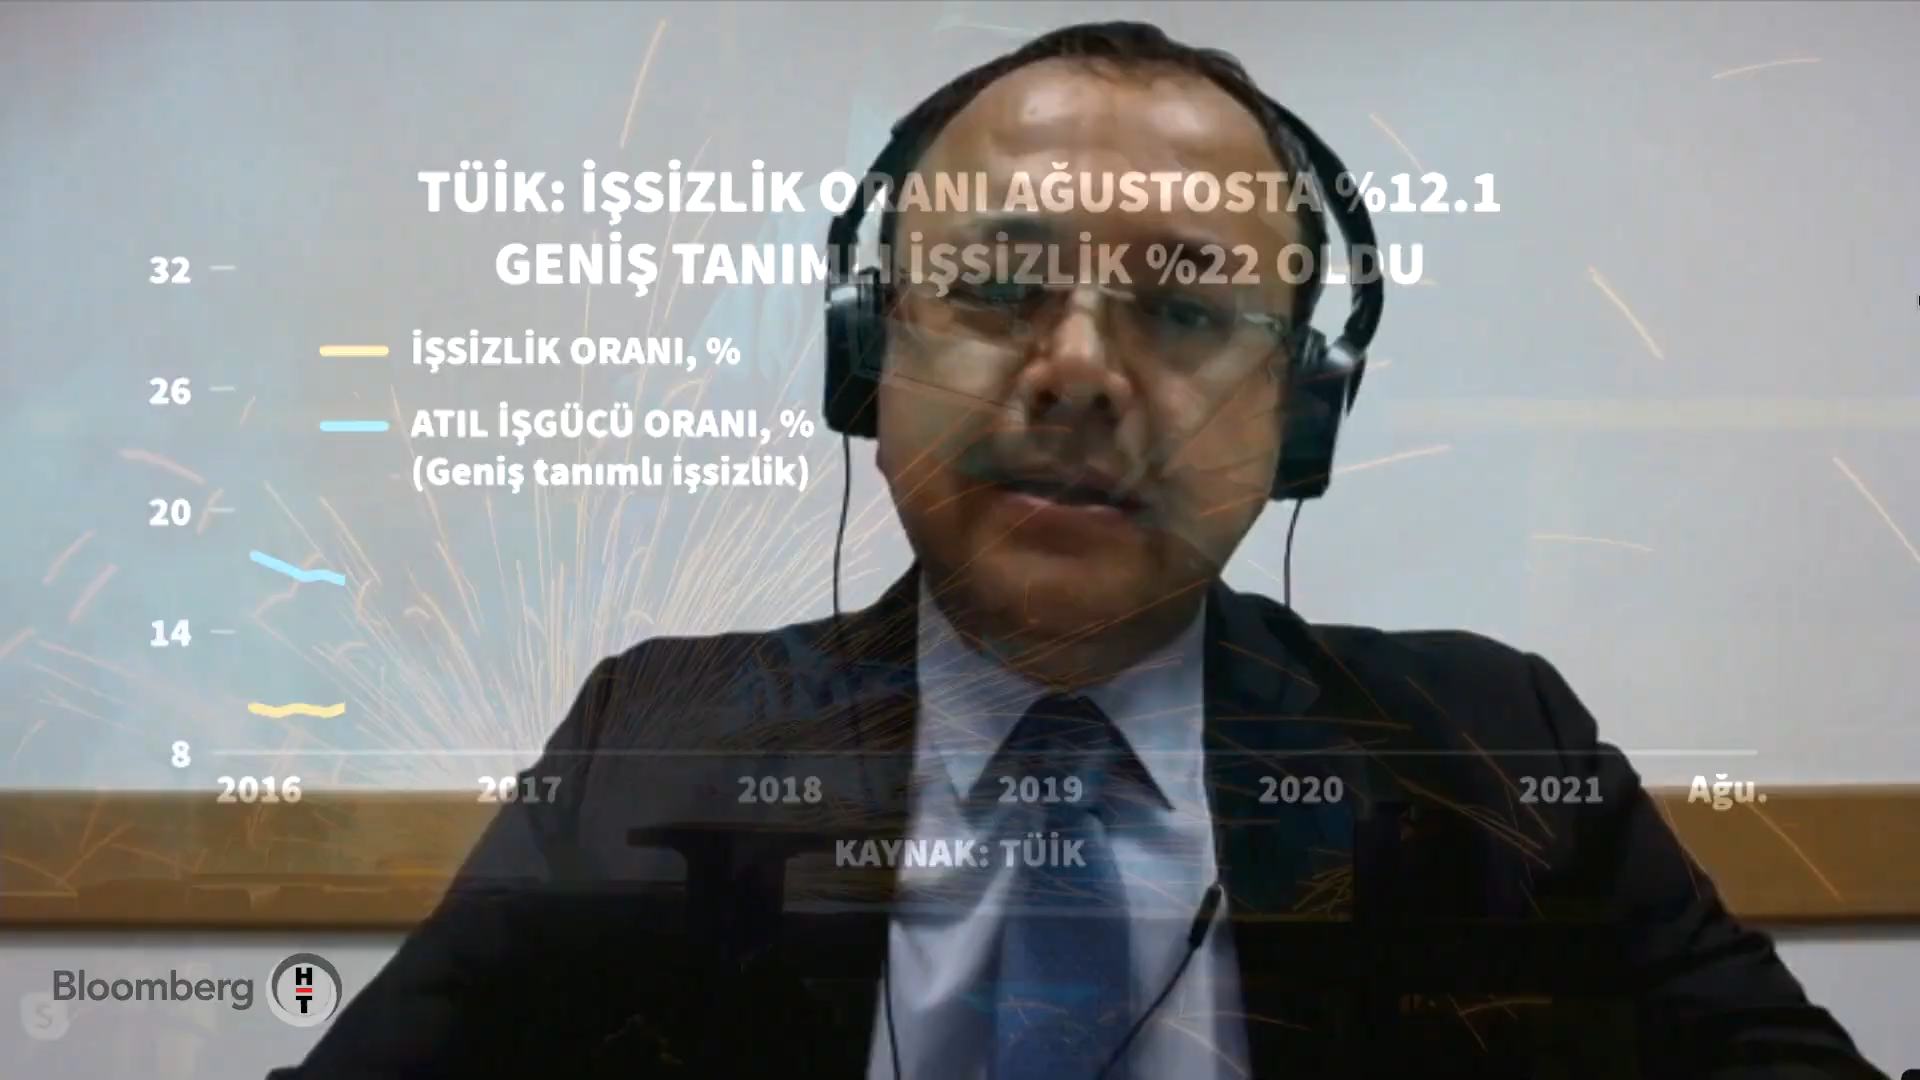 TÜİK: İŞSİZLİK ORANI AĞUSTOSTA %12.1
GENİŞ TANIMLI İŞSİZLİK %22 OLDU
İŞSİZLİK ORANI, %
ATIL İŞGÜCÜ ORANI, %
(Geniş tanımlı işsizlik)
32
26
20
14
8
2016 2017 2018 2019 2020 2021 Ağu.
KAYNAK: TÜİK
Bloomberg HT
S